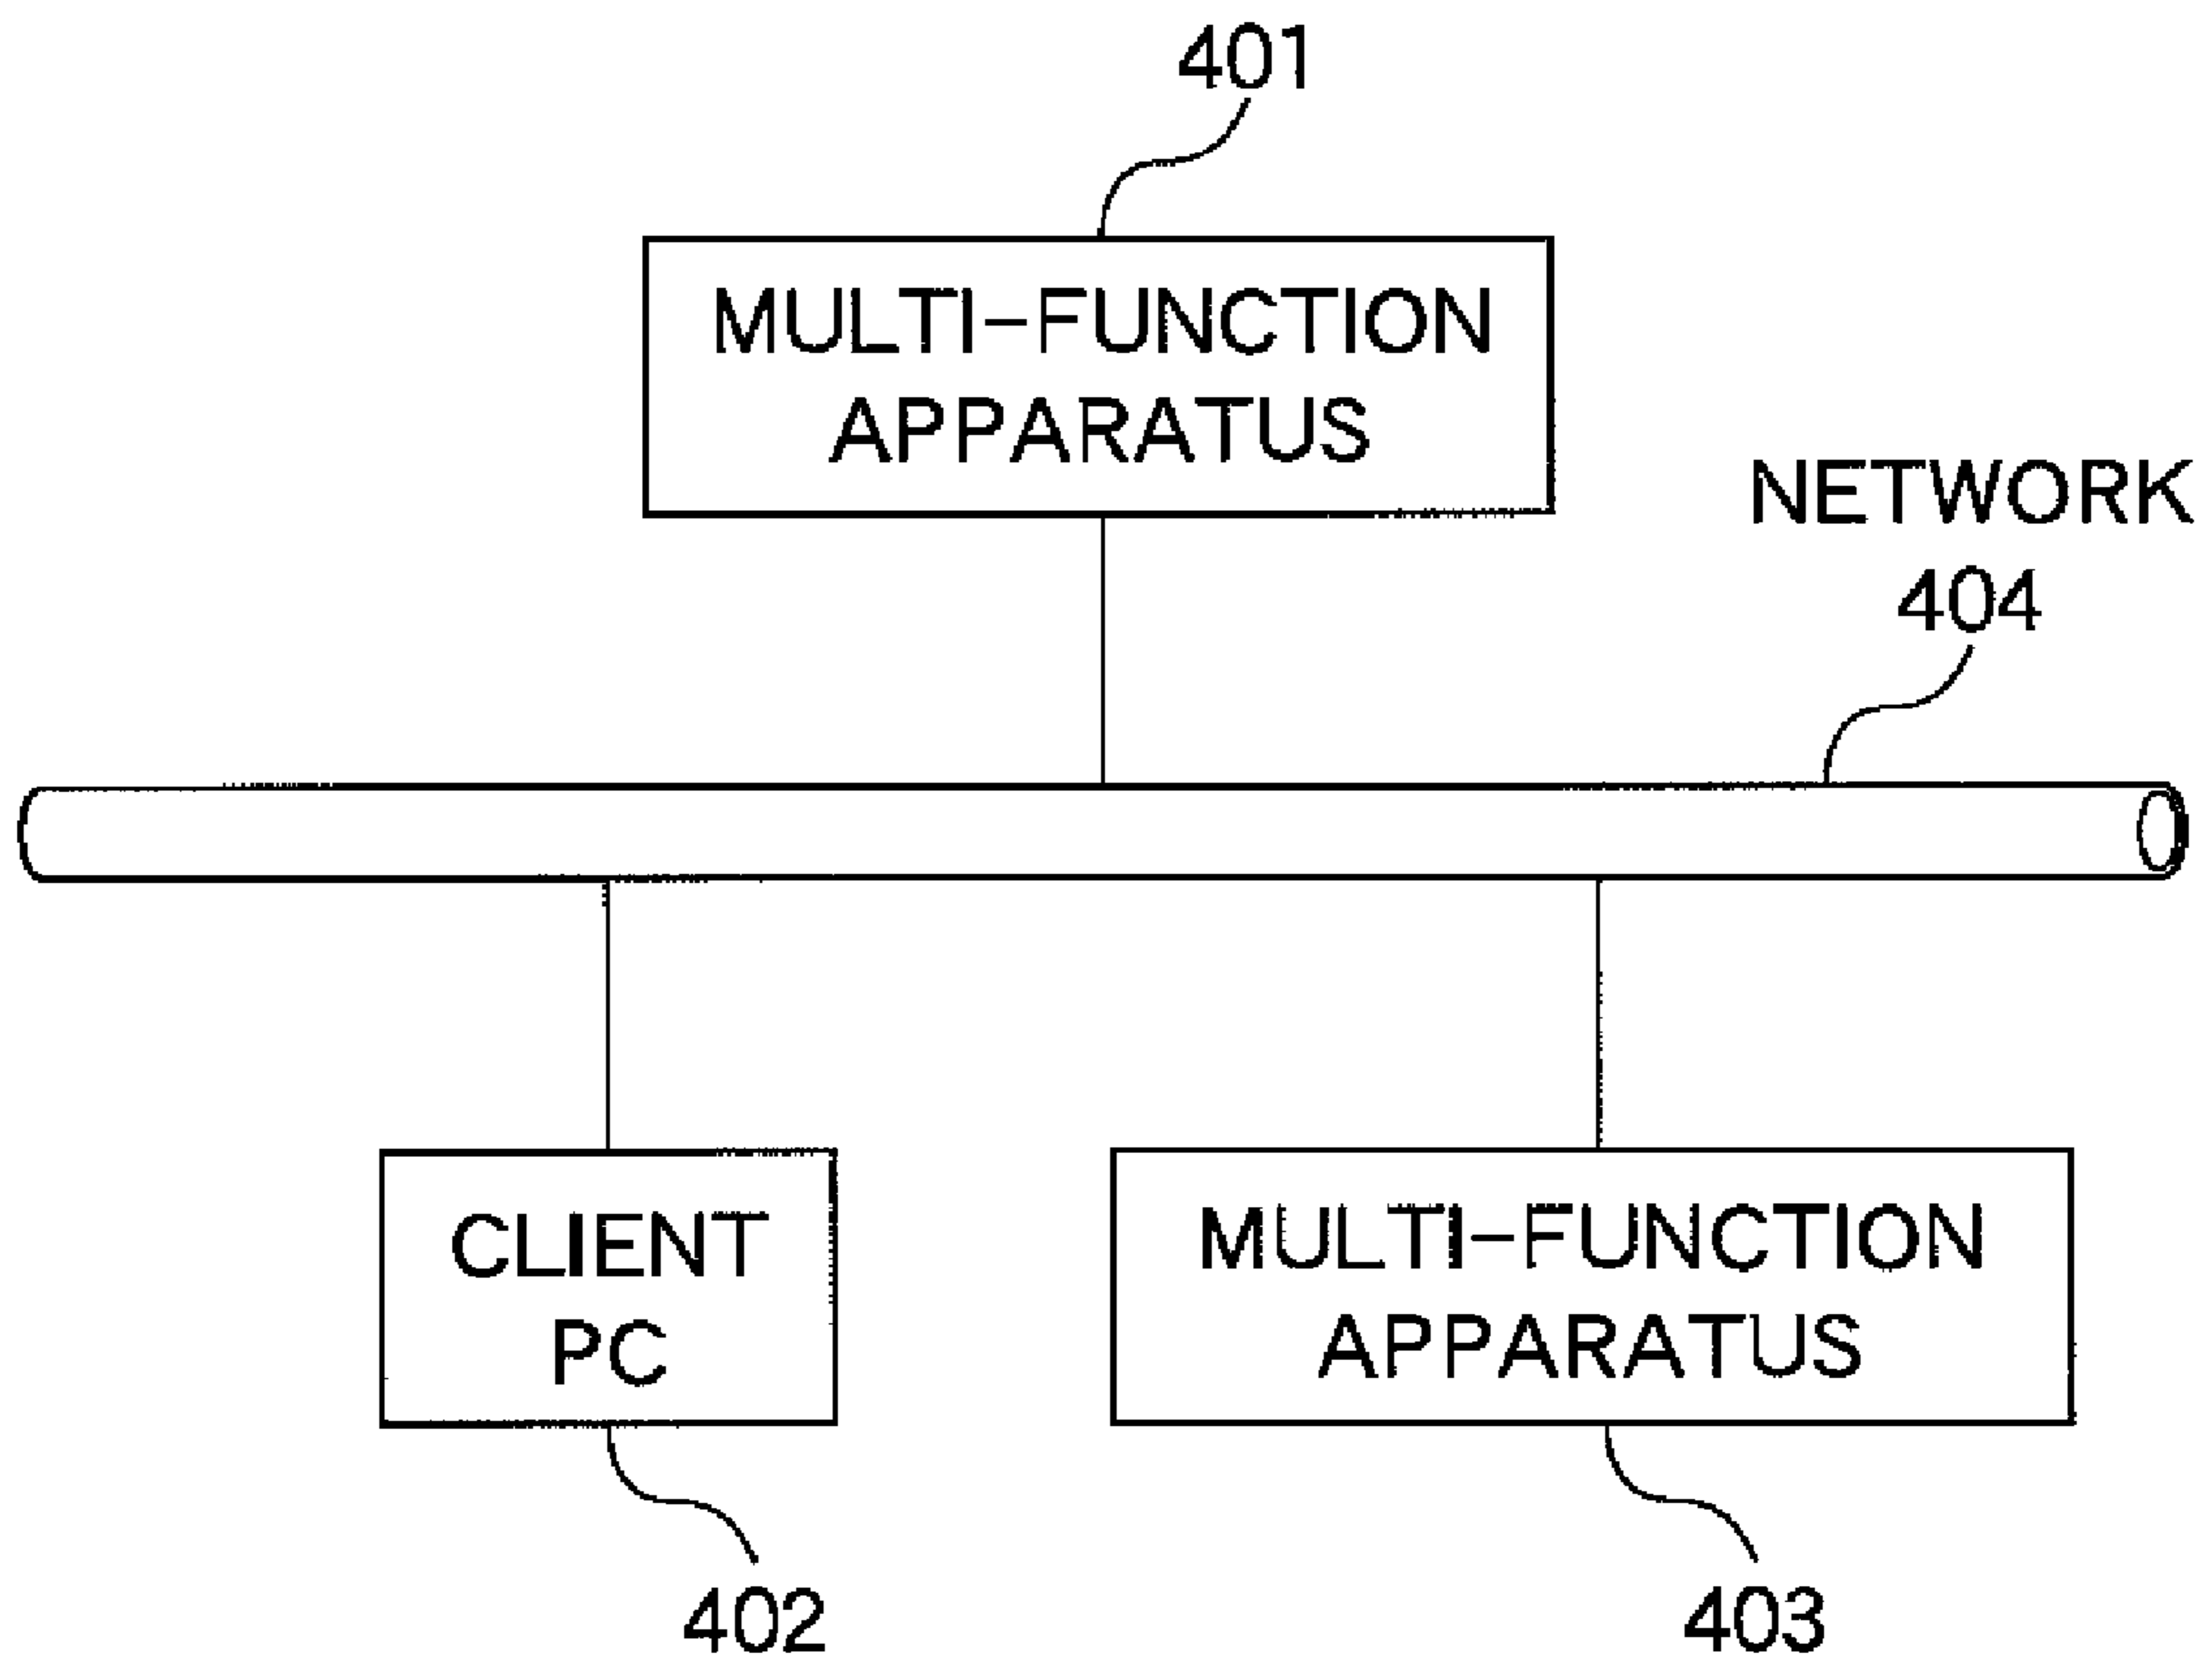 401
MULTI-FUNCTION
APPARATUS
NETWORK
404
CLIENT
PC
MULTI-FUNCTION
APPARATUS
402
403